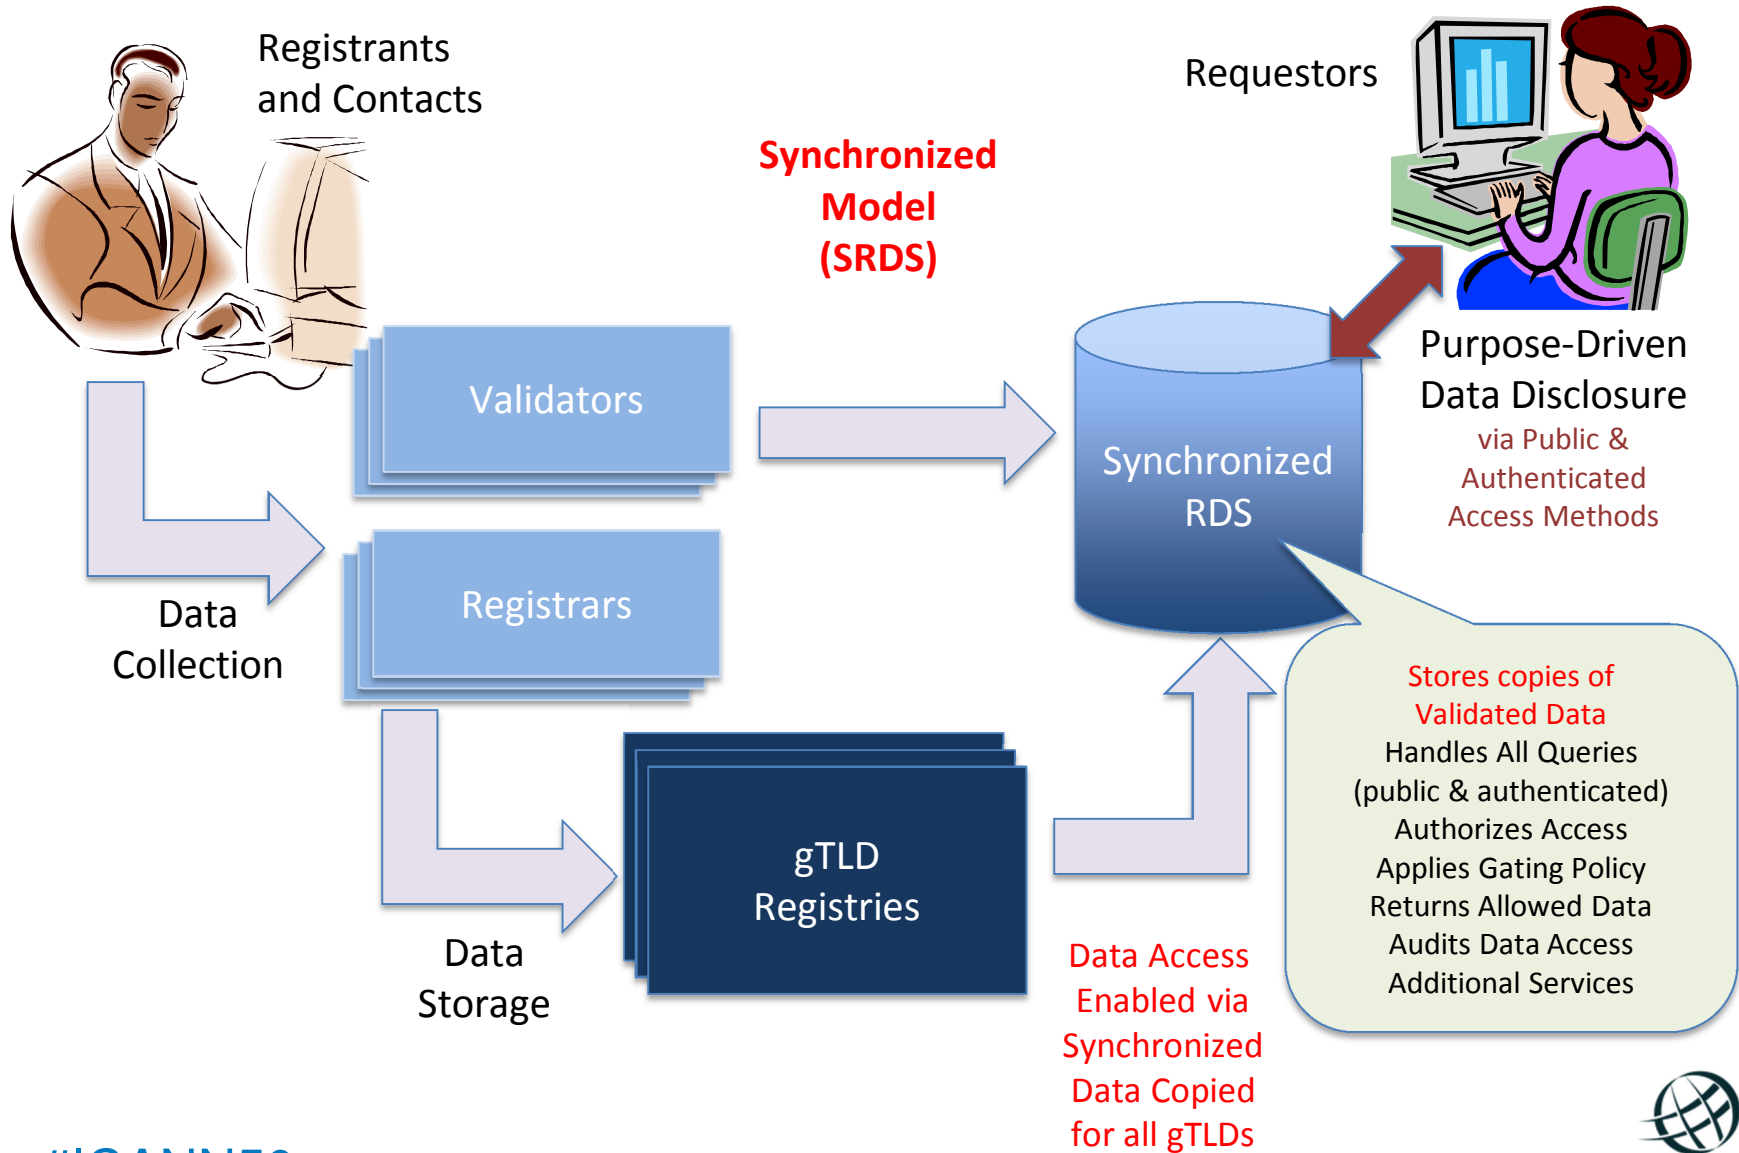 Registrants
and Contacts
Requestors
Synchronized
Model
(SRDS)
Validators
Purpose-Driven
Data Disclosure
via Public &
Authenticated
Access Methods
Synchronized
RDS
Registrars
Data
Collection
Stores copies of
Validated Data
Handles All Queries
(public & authenticated)
Authorizes Access
Applies Gating Policy
Returns Allowed Data
Audits Data Access
Additional Services
gTLD
Registries
Data
Storage
Data Access
Enabled via
Synchronized
Data Copied
for all gTLDs